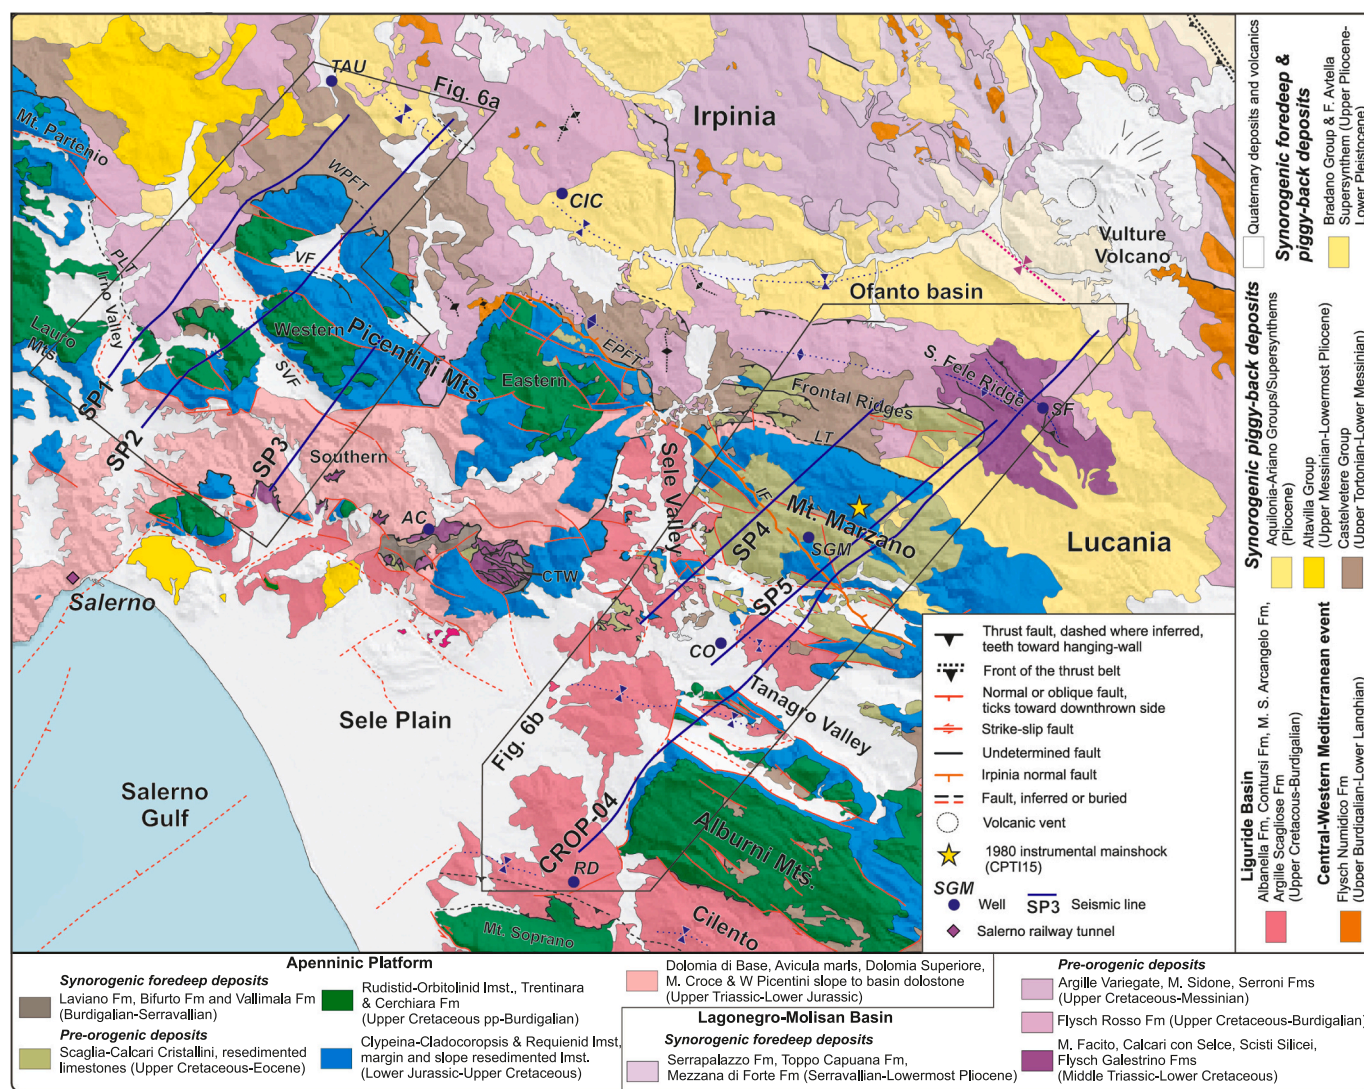 TAU
Fig. 6a
Irpinia
Mt. Partenio
WPFT
CIC
Vulture
Volcano
PLT
Irno Valley
VF
Ofanto basin
Lauro
Mts.
Western
Picentini Mts.
EPFT
SVF
Eastern
S. Fele Ridge
SF
Frontal Ridges
LT
SP1
SP2
SP3
Southern
Sele Valley
IF
Mt. Marzano
SGM
SP4
SP5
Lucania
AC
CTW
Salerno
CO
Tanagro Valley
Sele Plain
Fig. 6b
Salerno
Gulf
CROP-04
Alburni Mts.
RD
Mt. Soprano
Cilento
Thrust fault, dashed where inferred,
teeth toward hanging-wall
Front of the thrust belt
Normal or oblique fault,
ticks toward downthrown side
Strike-slip fault
Undetermined fault
Irpinia normal fault
Fault, inferred or buried
Volcanic vent
1980 instrumental mainshock
(CPTI15)
SGM
Well
SP3
Seismic line
Salerno railway tunnel
Quaternary deposits and volcanics
Synorogenic foredeep &
piggy-back deposits
Bradano Group & F. Avitella
Supersynthem (Upper Pliocene-
Lower Pleistocene)
Synorogenic piggy-back deposits
Aquilonia-Ariano Groups/Supersynthems
(Pliocene)
Altavilla Group
(Upper Messinian-Lowermost Pliocene)
Castelvetere Group
(Upper Tortonian-Lower Messinian)
Liguride Basin
Albanella Fm, Contursi Fm, M. S. Arcangelo Fm,
Argille Scagliose Fm
(Upper Cretaceous-Burdigalian)
Central-Western Mediterranean event
Flysch Numidico Fm
(Upper Burdigalian-Lower Langhian)
Apenninic Platform
Synorogenic foredeep deposits
Laviano Fm, Bifurto Fm and Vallimala Fm
(Burdigalian-Serravallian)
Pre-orogenic deposits
Scaglia-Calcari Cristallini, resedimented
limestones (Upper Cretaceous-Eocene)
Rudistid-Orbitolinid lmst., Trentinara
& Cerchiara Fm
(Upper Cretaceous pp-Burdigalian)
Clypeina-Cladocoropsis & Requienid lmst,
margin and slope resedimented lmst.
(Lower Jurassic-Upper Cretaceous)
Dolomia di Base, Avicula marls, Dolomia Superiore,
M. Croce & W Picentini slope to basin dolostone
(Upper Triassic-Lower Jurassic)
Lagonegro-Molisan Basin
Synorogenic foredeep deposits
Serrapalazzo Fm, Toppo Capuana Fm,
Mezzana di Forte Fm (Serravallian-Lowermost Pliocene)
Pre-orogenic deposits
Argille Variegate, M. Sidone, Serroni Fms
(Upper Cretaceous-Messinian)
Flysch Rosso Fm (Upper Cretaceous-Burdigalian)
M. Facito, Calcari con Selce, Scisti Silicei,
Flysch Galestrino Fms
(Middle Triassic-Lower Cretaceous)